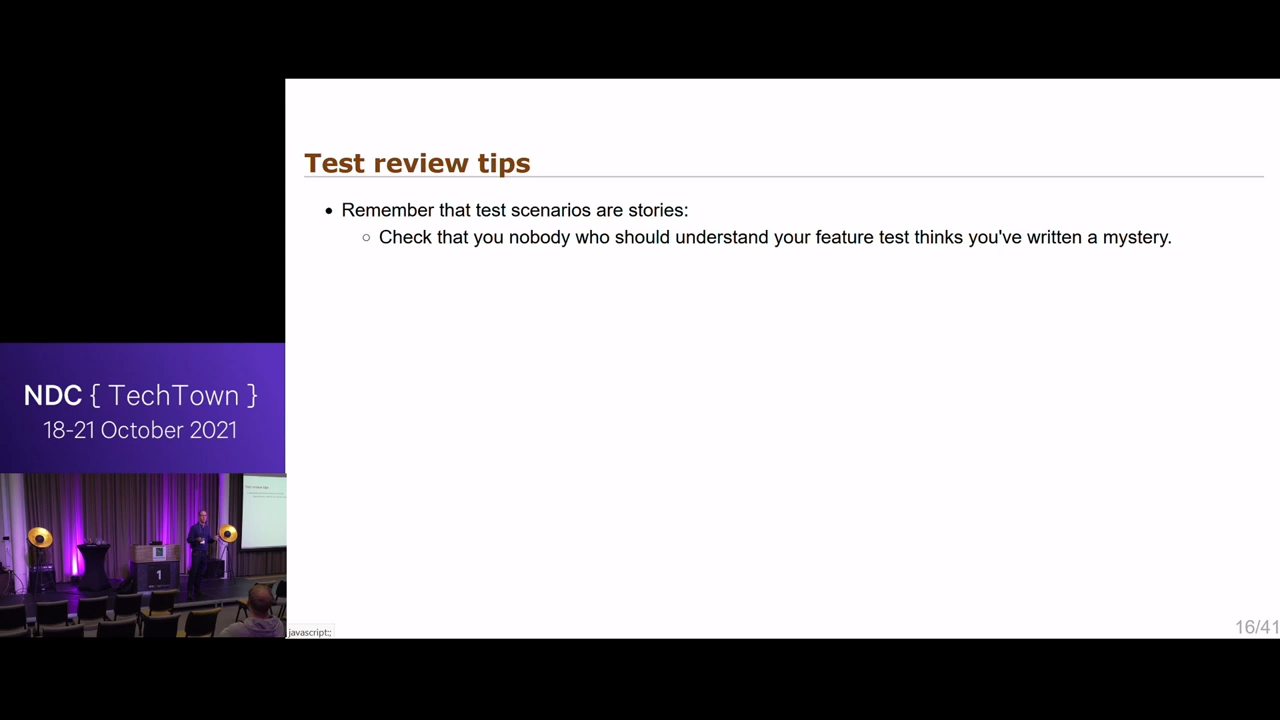 Test review tips
Remember that test scenarios are stories:
Check that you nobody who should understand your feature test thinks you've written a mystery.
NDC { TechTown }
18-21 October 2021
1
javascript:;
16/41